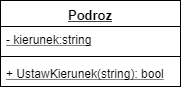 Podroz
- kierunek:string
+ UstawKierunek(string): bool